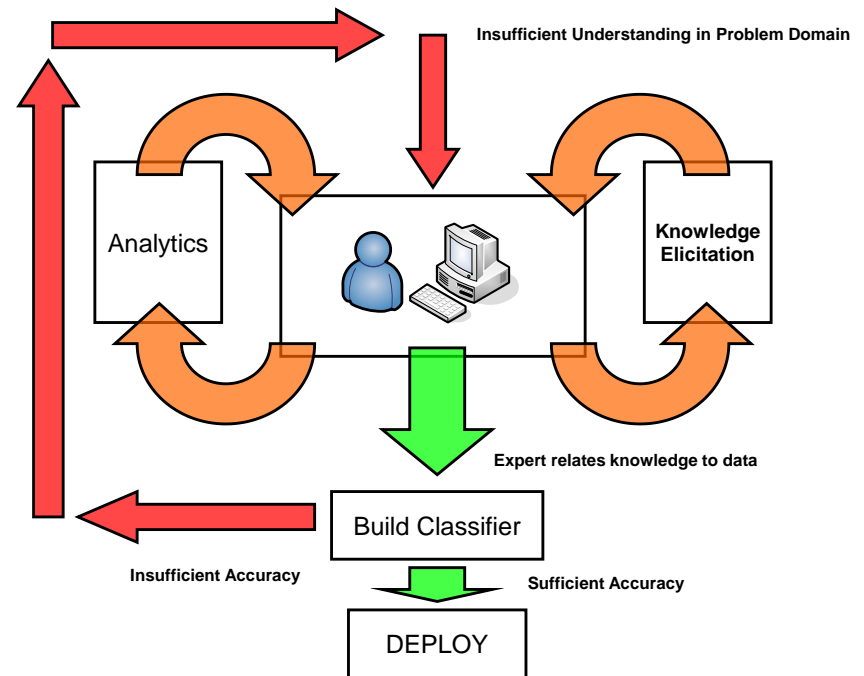 Insufficient Understanding in Problem Domain
Analytics
Knowledge
Elicitation
Expert relates knowledge to data
Build Classifier
Insufficient Accuracy
Sufficient Accuracy
DEPLOY